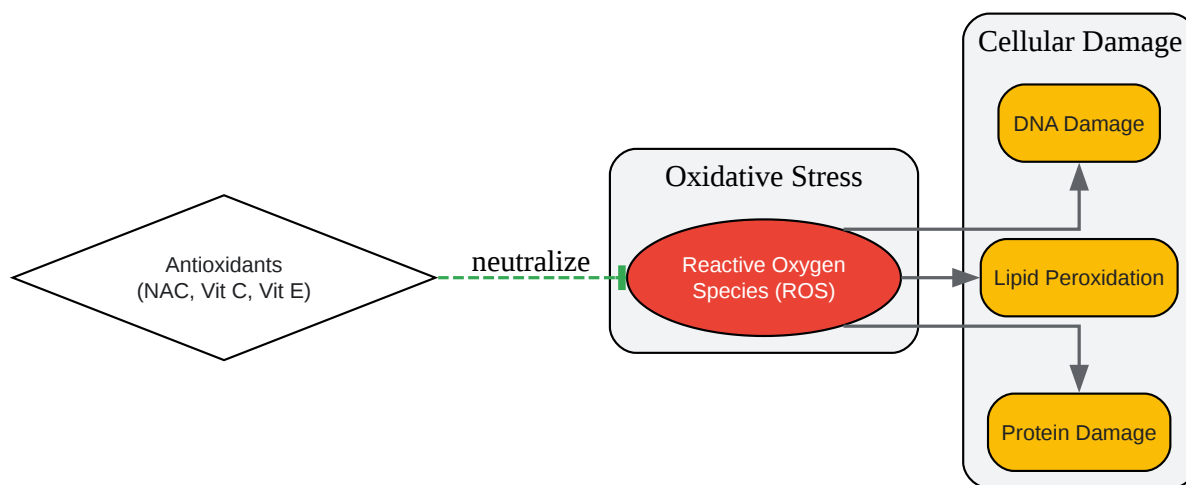 Cellular Damage
DNA Damage
Oxidative Stress
neutralize
Antioxidants
(NAC, Vit C, Vit E)
Reactive Oxygen
Species (ROS)
Lipid Peroxidation
Protein Damage